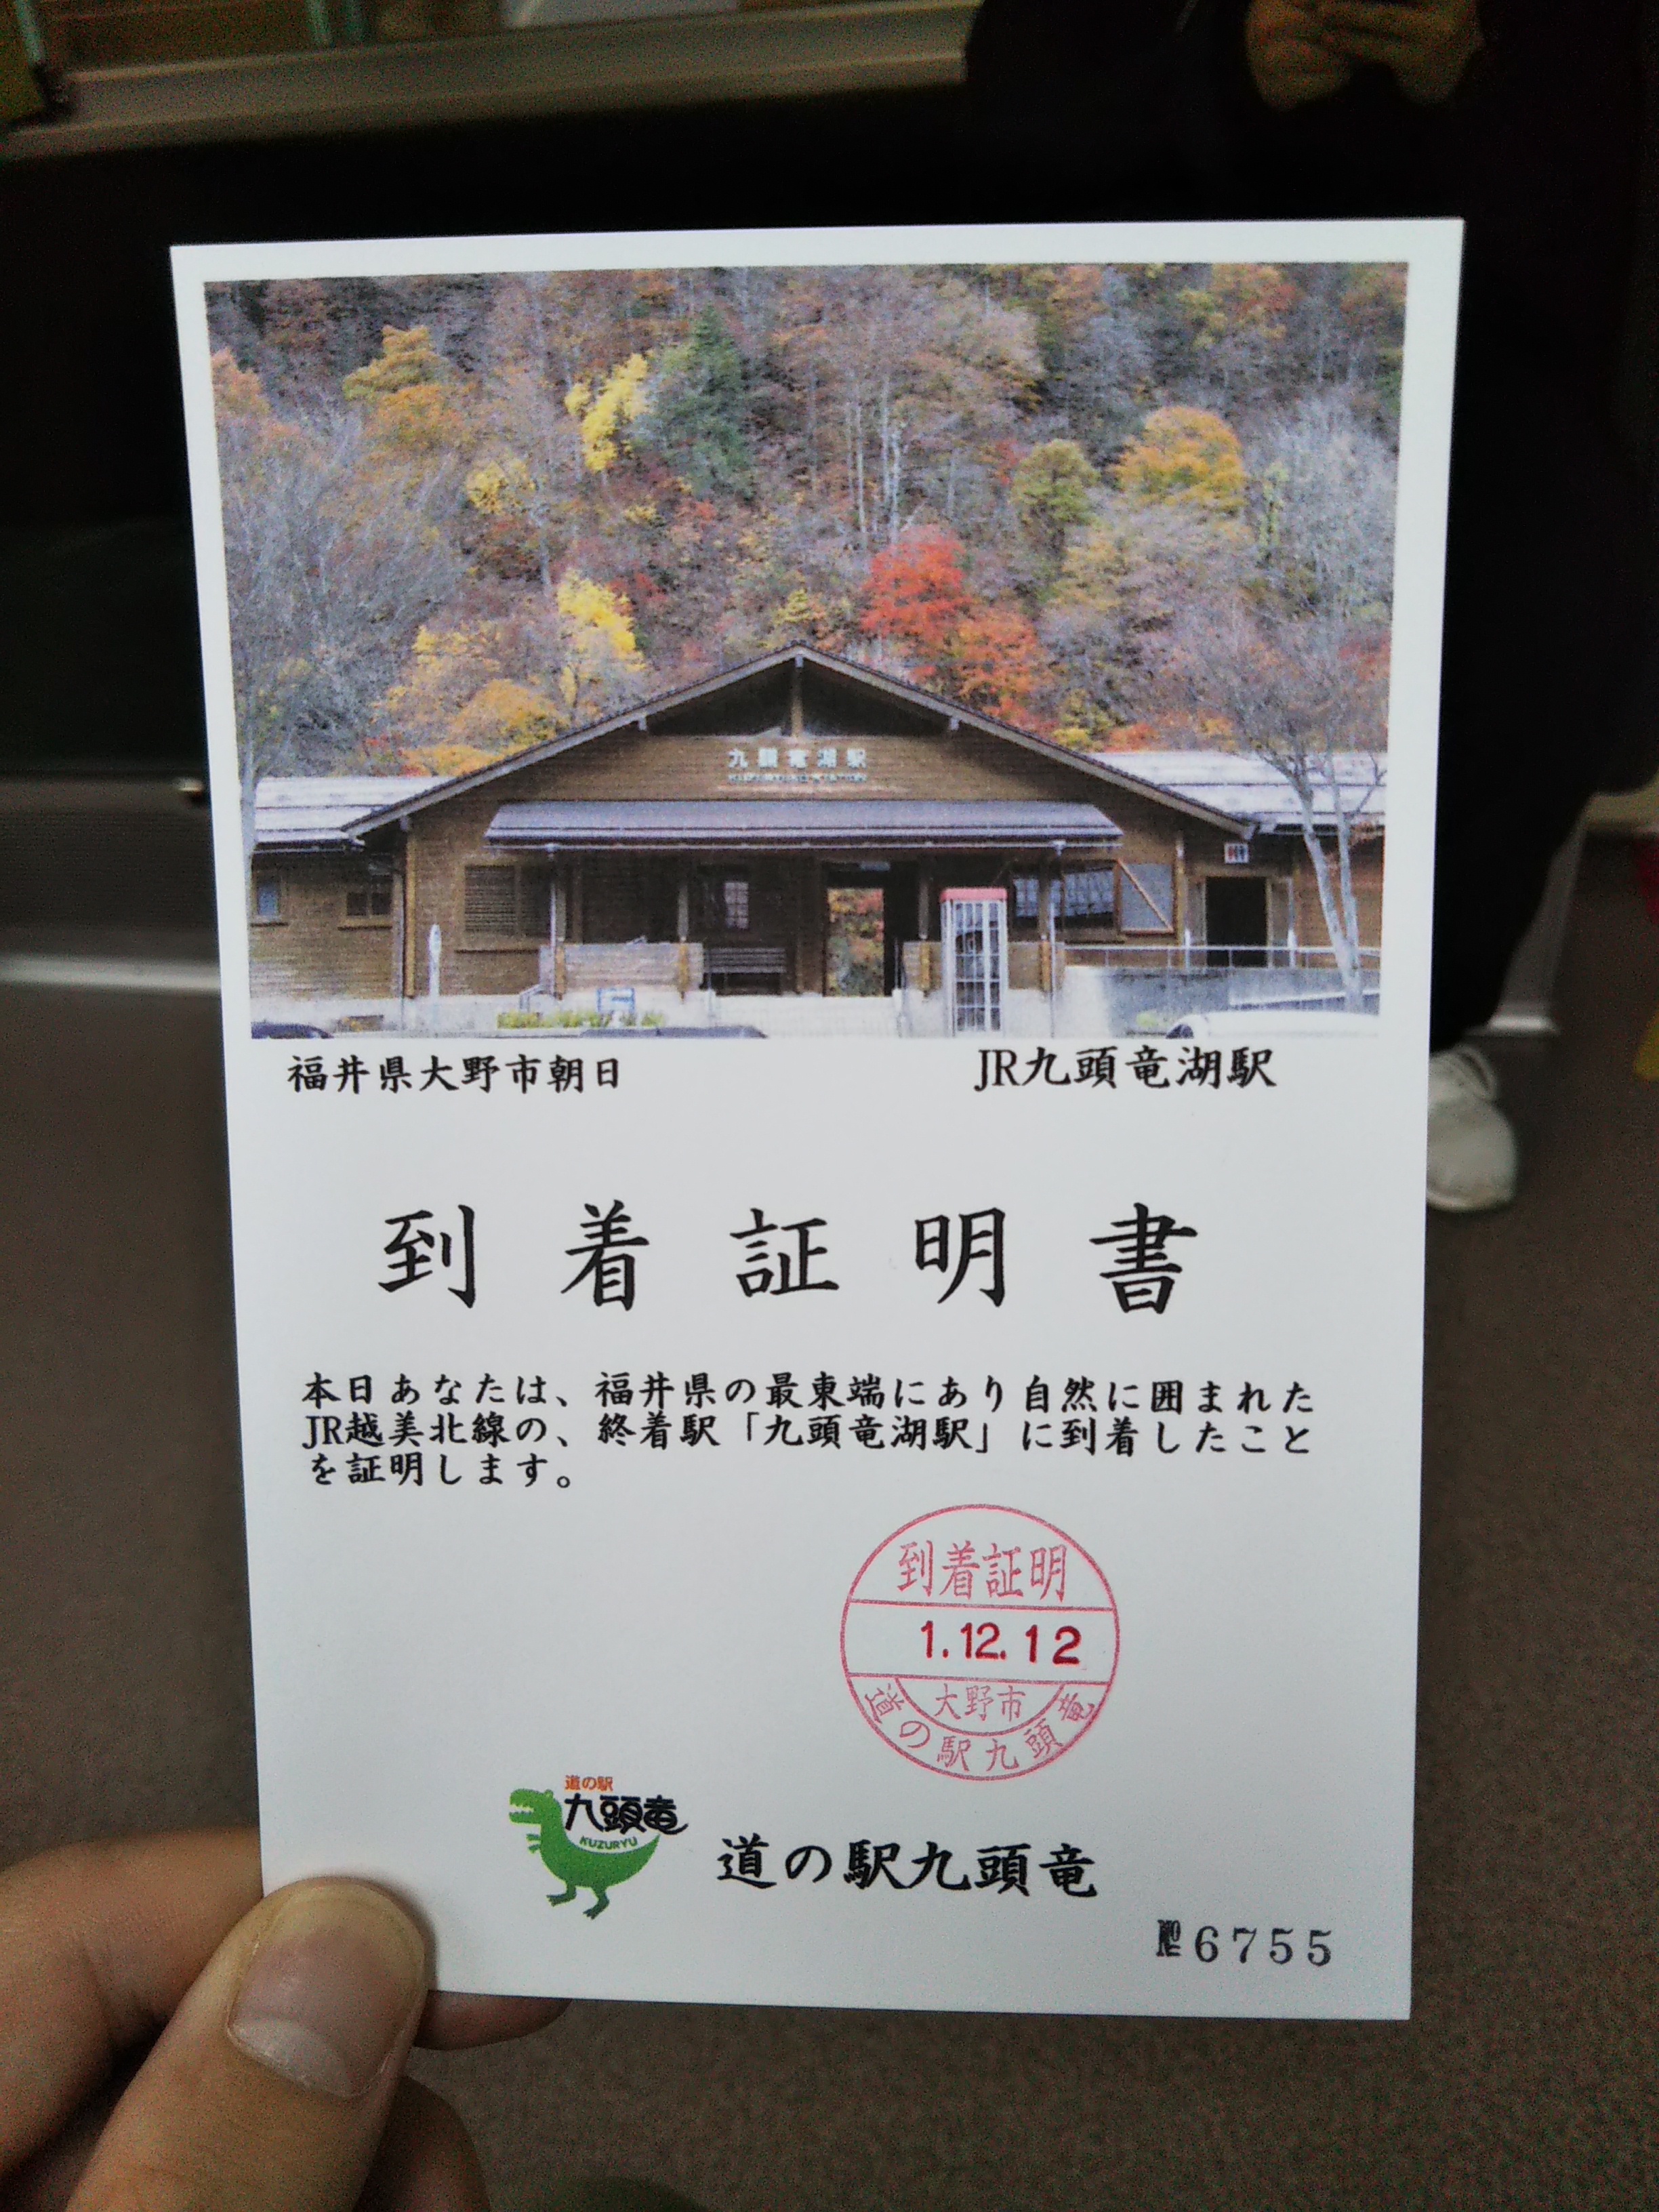 九頭竜湖駅
福井県大野市朝日
JR九頭竜湖駅
到着証明書
本日あなたは、福井県の最東端にあり自然に囲まれた
JR越美北線の、終着駅「九頭竜湖駅」に到着したこと
を証明します。
到着証明
1.12.12
大野市
道の駅九頭竜
道の駅
九頭竜
KUZURYU
道の駅九頭竜
№6755